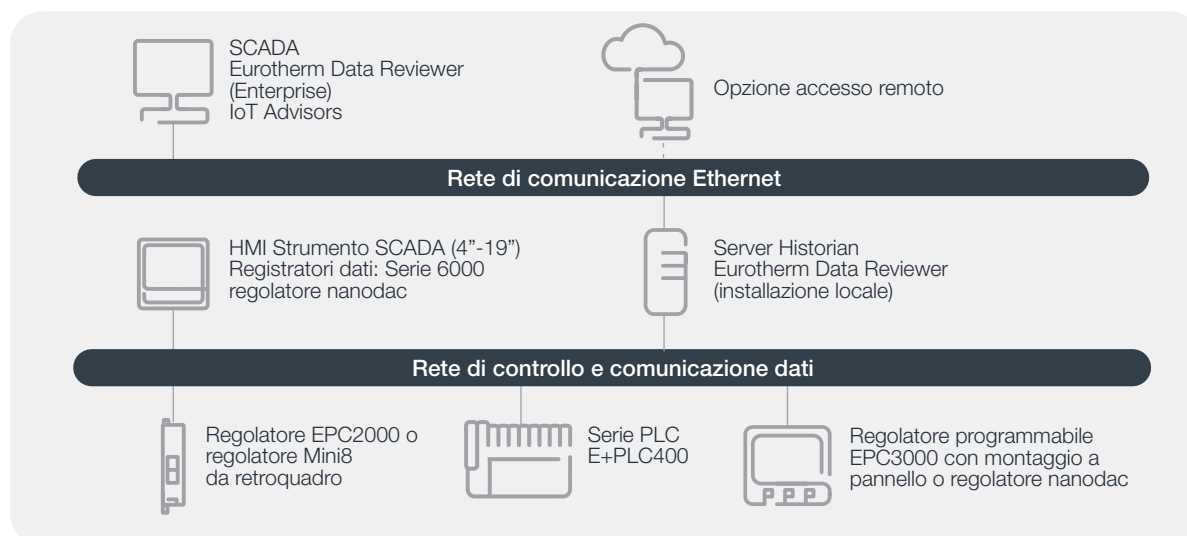 SCADA
Eurotherm Data Reviewer
(Enterprise)
IoT Advisors
Opzione accesso remoto
Rete di comunicazione Ethernet
HMI Strumento SCADA (4”-19”)
Registratori dati: Serie 6000
regolatore nanodac
Server Historian
Eurotherm Data Reviewer
(installazione locale)
Rete di controllo e comunicazione dati
Regolatore EPC2000 o
regolatore Mini8
da retroquadro
Serie PLC
E+PLC400
Regolatore programmabile
EPC3000 con montaggio a
pannello o regolatore nanodac